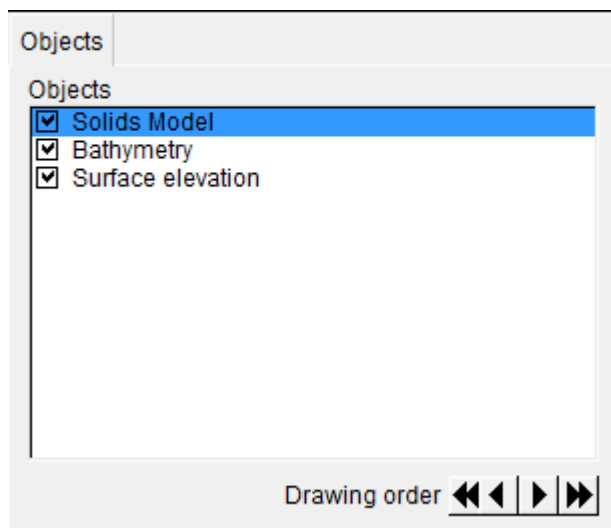 Objects
Objects
Solids Model
Bathymetry
Surface elevation
Drawing order